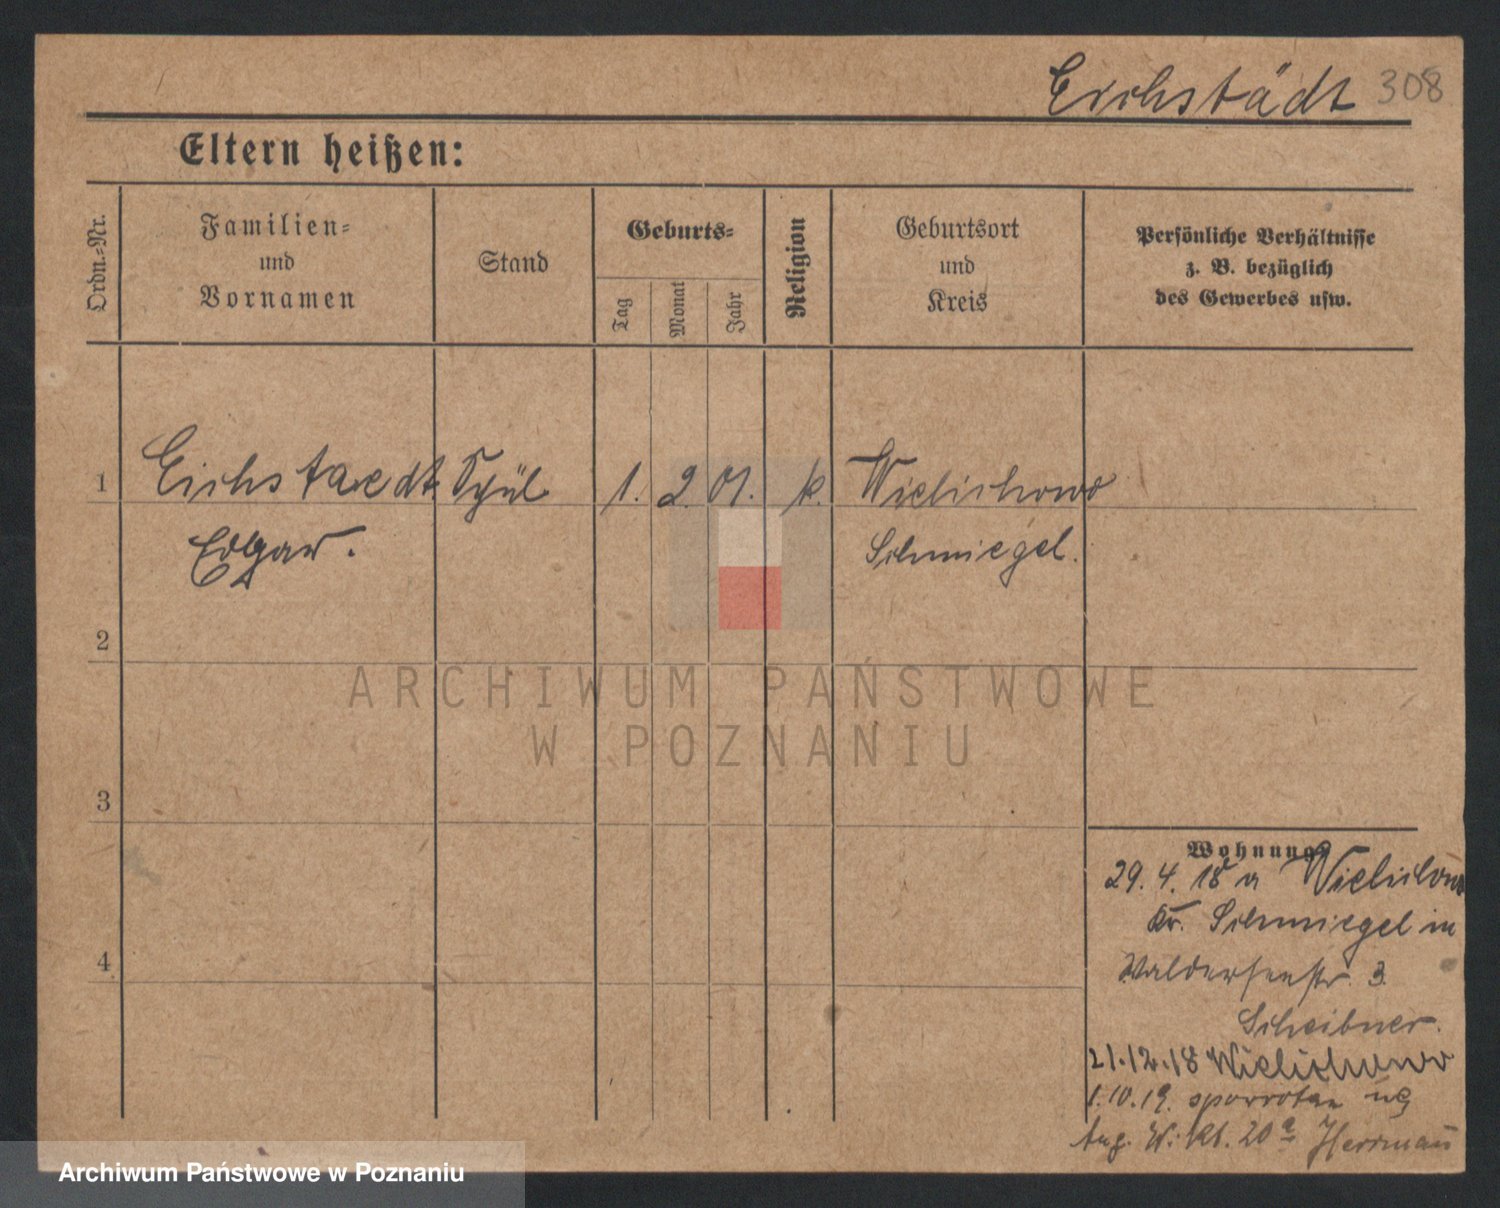 Eichstädt 308
Eltern heißen:
Ordn.-Nr.
Familien-
und
Vornamen
Stand
Geburts-
Tag
Monat
Jahr
Religion
Geburtsort
und
Kreis
Persönliche Verhältnisse
z. B. bezüglich
des Gewerbes usw.
1 Eichstaedt Schül 1. 2. 01. k. Wielichowo
Edgar. Schmiegel.
2
ARCHIWUM PAŃSTWOWE
W POZNANIU
3
Wohnung
29. 4. 18 v Wielichowo
4
Kr. Schmiegel in
Walderseestr. 3.
Scheibner.
21.12.18 Wielichowo
1.10.19.
20 Herrmann
Archiwum Państwowe w Poznaniu